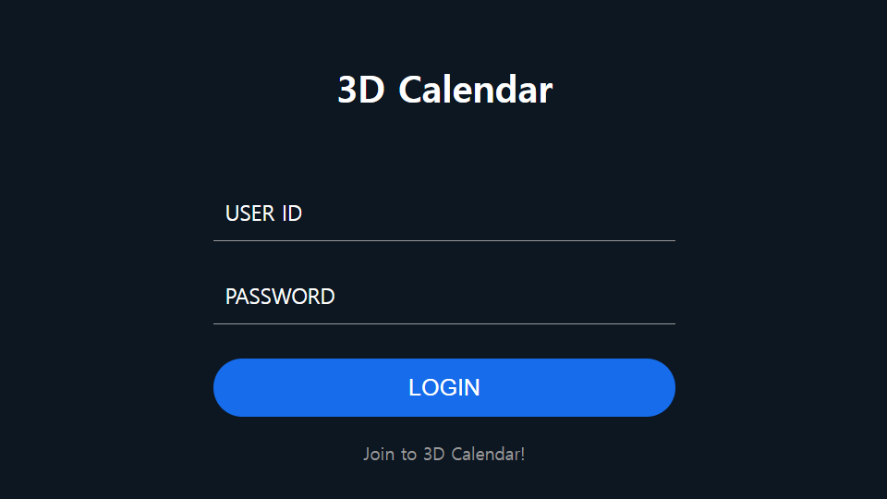 3D Calendar
USER ID
PASSWORD
LOGIN
Join to 3D Calendar!